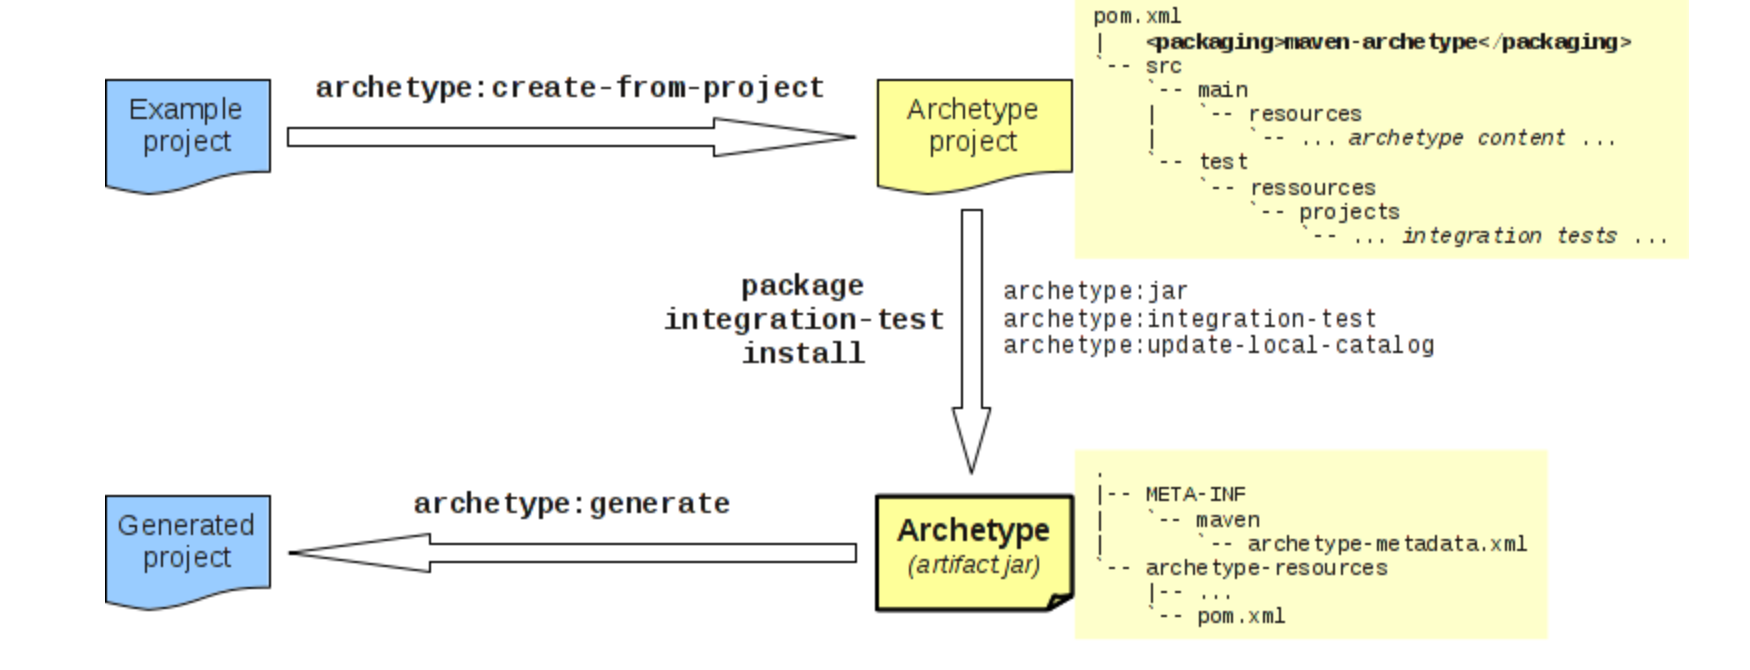 Example
project
archetype:create-from-project
Archetype
project
pom.xml
|   <packaging>maven-archetype</packaging>
`-- src
    `-- main
    |   `-- resources
    |       `-- ... archetype content ...
    `-- test
        `-- ressources
            `-- projects
                `-- ... integration tests ...
package
integration-test
install
archetype:jar
archetype:integration-test
archetype:update-local-catalog
Generated
project
archetype:generate
Archetype
(artifact jar)
.
|-- META-INF
|   `-- maven
|       `-- archetype-metadata.xml
`-- archetype-resources
    |-- ...
    `-- pom.xml